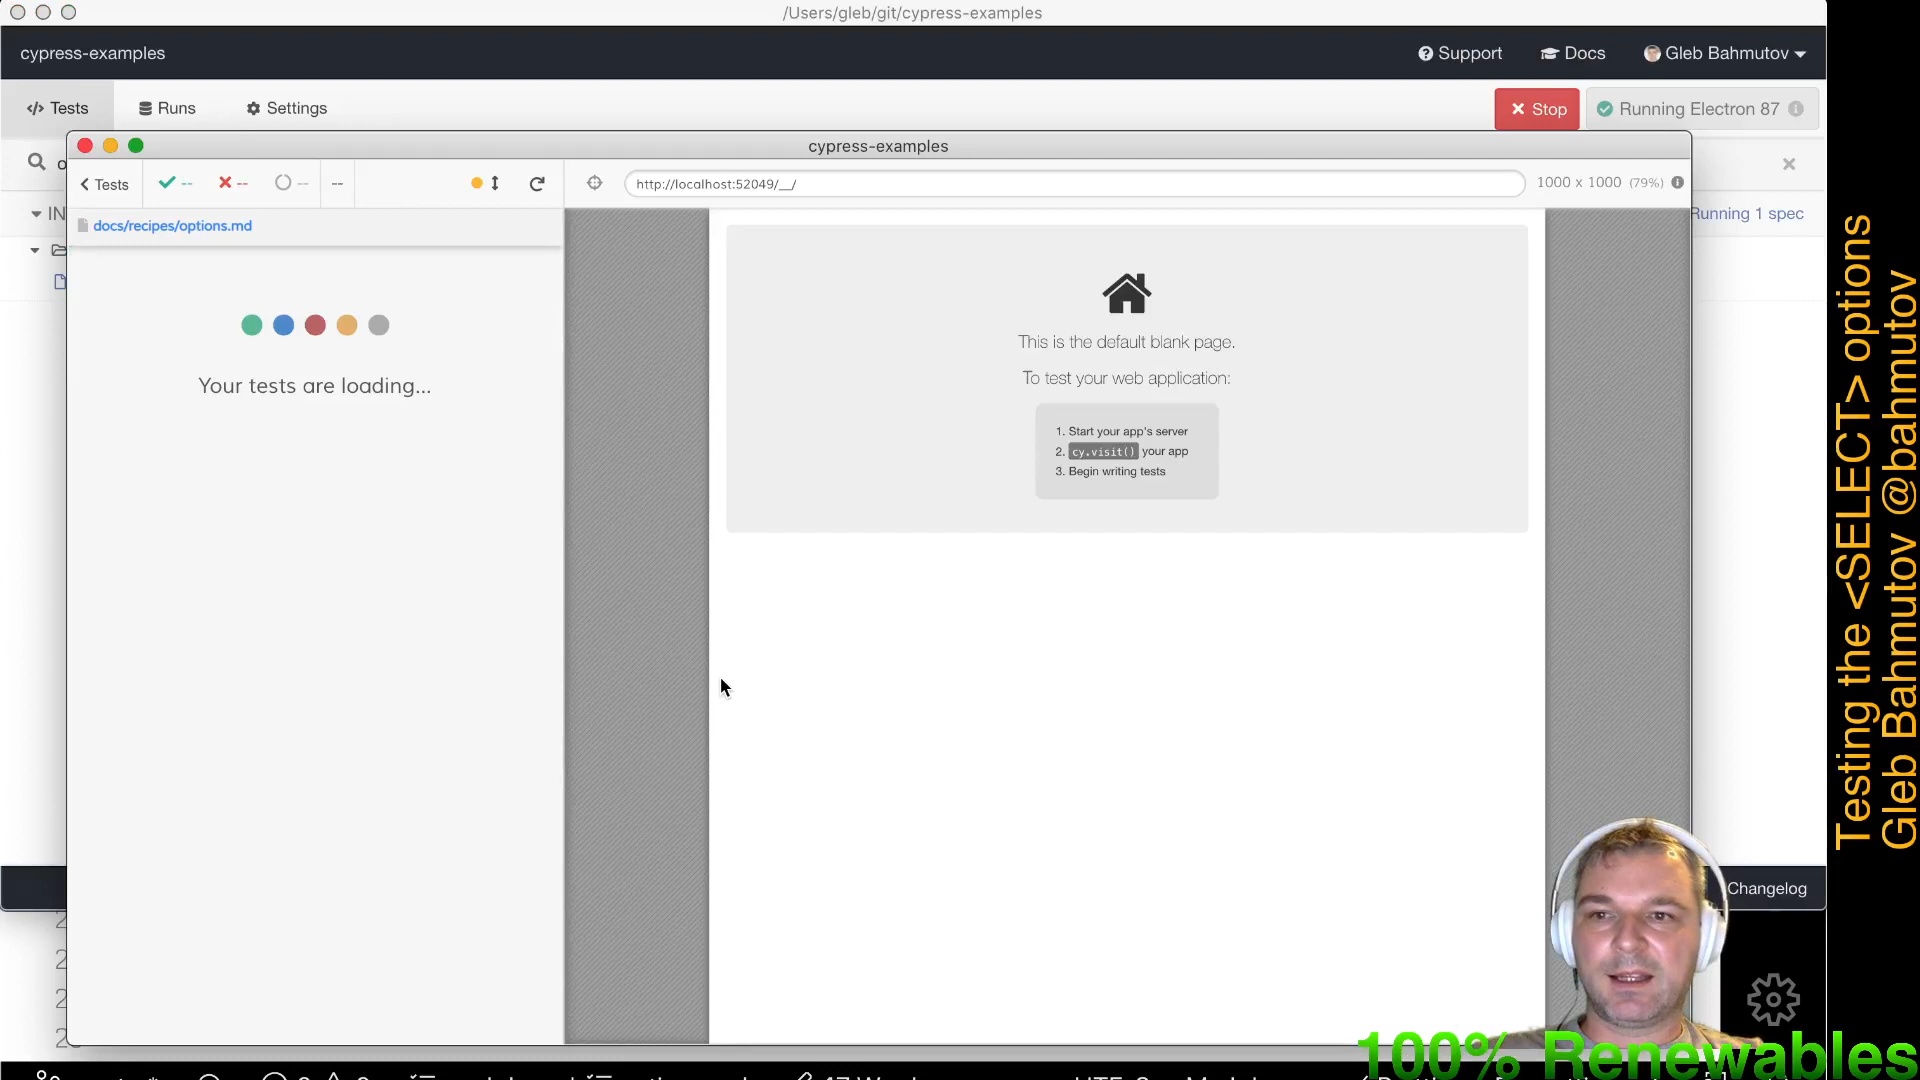 /Users/gleb/git/cypress-examples
cypress-examples
Support
Docs
Gleb Bahmutov
</> Tests
Runs
Settings
Stop
Running Electron 87
cypress-examples
Tests
--
--
--
--
http://localhost:52049/__/
1000 x 1000 (79%)
IN
Running 1 spec
docs/recipes/options.md
Your tests are loading...
This is the default blank page.
To test your web application:
1. Start your app's server
2. cy.visit() your app
3. Begin writing tests
Changelog
Testing the <SELECT> options
Gleb Bahmutov @bahmutov
100% Renewables